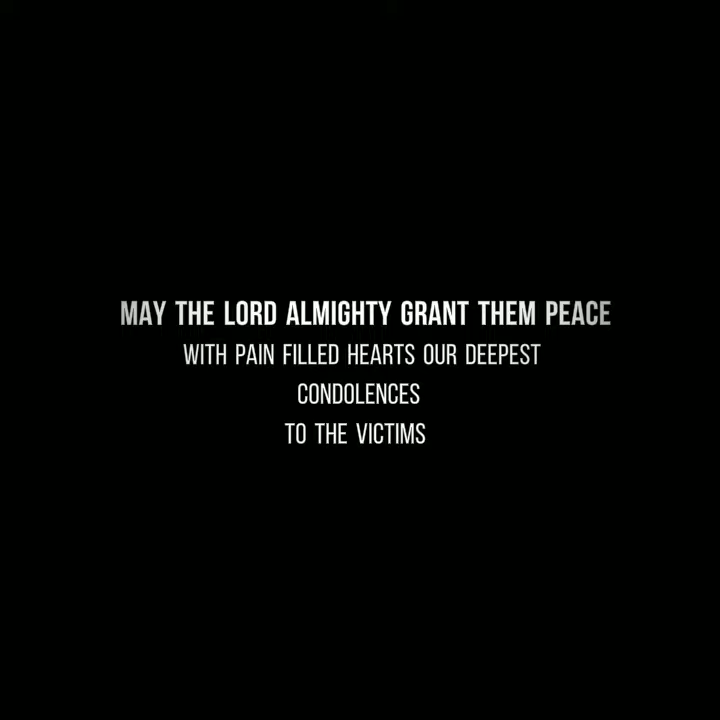 MAY THE LORD ALMIGHTY GRANT THEM PEACE
WITH PAIN FILLED HEARTS OUR DEEPEST
CONDOLENCES
TO THE VICTIMS